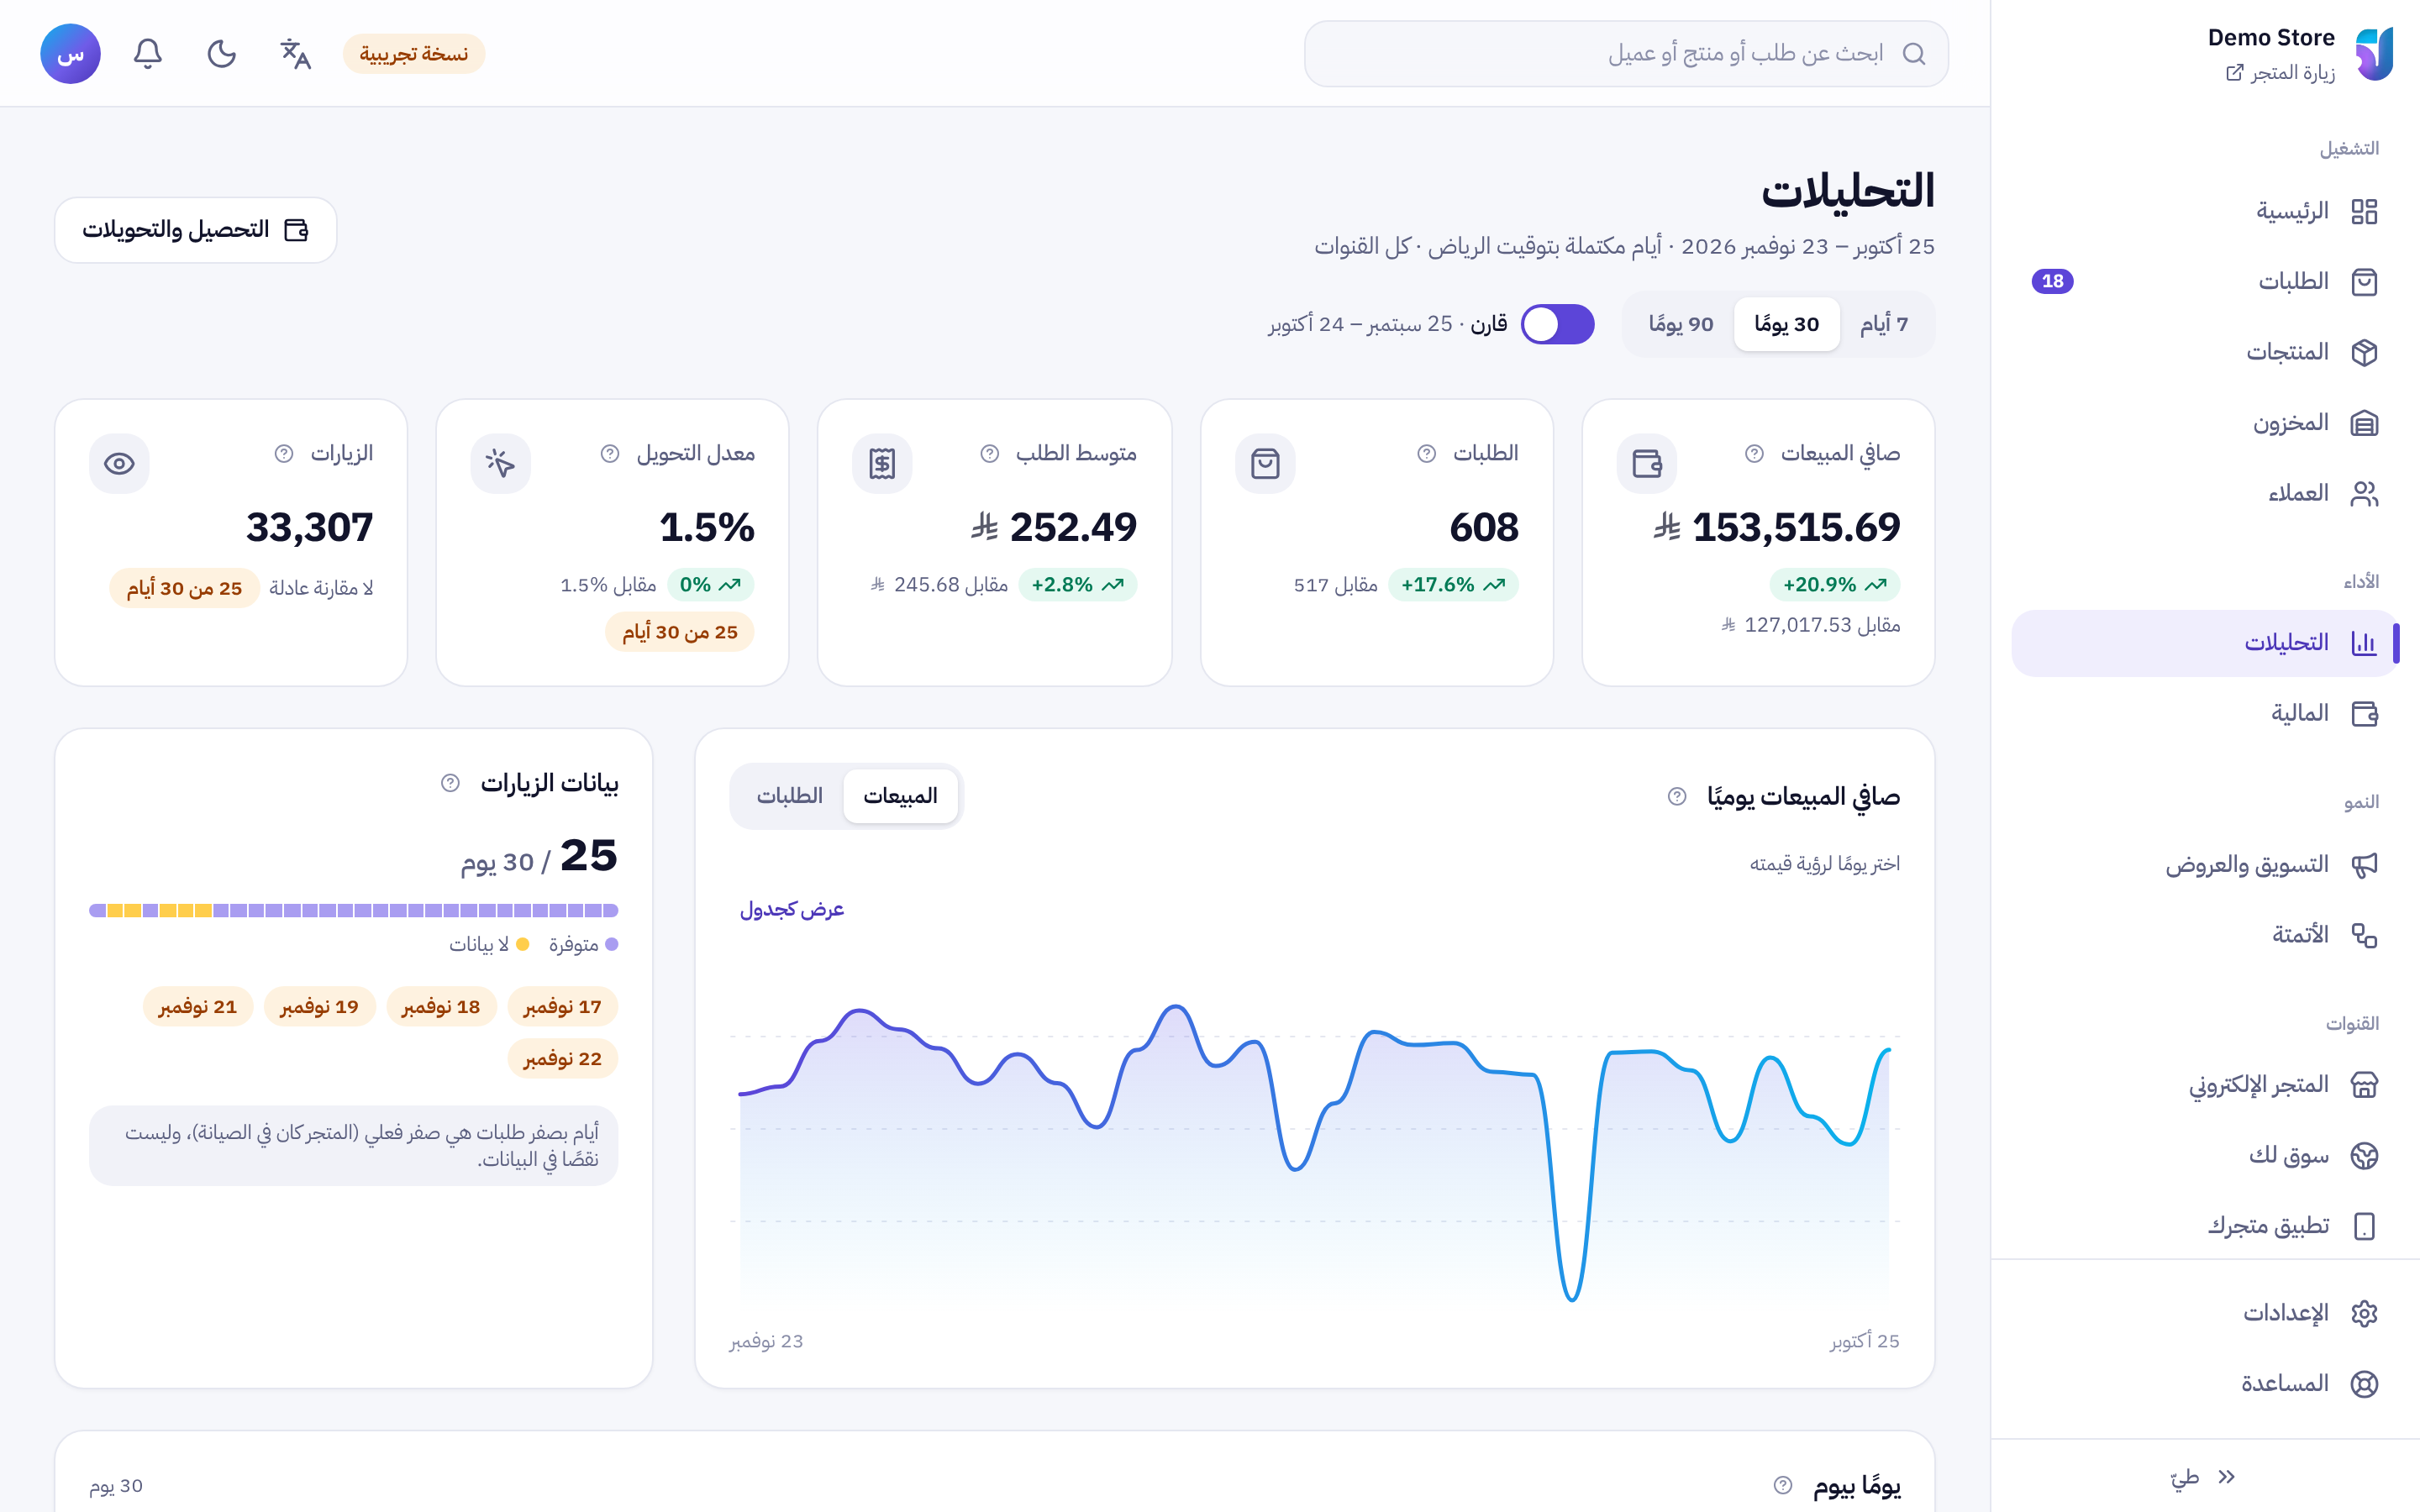 Demo Store
زيارة المتجر
التشغيل
الرئيسية
الطلبات 18
المنتجات
المخزون
العملاء
الأداء
التحليلات
المالية
النمو
التسويق والعروض
الأتمتة
القنوات
المتجر الإلكتروني
سوق لك
تطبيق متجرك
الإعدادات
المساعدة
طيّ
ابحث عن طلب أو منتج أو عميل
نسخة تجريبية
س
التحليلات
25 أكتوبر – 23 نوفمبر 2026 · أيام مكتملة بتوقيت الرياض · كل القنوات
التحصيل والتحويلات
7 أيام 30 يومًا 90 يومًا
قارن · 25 سبتمبر – 24 أكتوبر
صافي المبيعات
153,515.69
+20.9%
مقابل 127,017.53
الطلبات
608
+17.6% مقابل 517
متوسط الطلب
252.49
+2.8% مقابل 245.68
معدل التحويل
1.5%
0% مقابل 1.5%
25 من 30 أيام
الزيارات
33,307
لا مقارنة عادلة 25 من 30 أيام
صافي المبيعات يوميًا
المبيعات الطلبات
اختر يومًا لرؤية قيمته
عرض كجدول
25 أكتوبر 23 نوفمبر
بيانات الزيارات
25 / 30 يوم
متوفرة لا بيانات
17 نوفمبر 18 نوفمبر 19 نوفمبر 21 نوفمبر
22 نوفمبر
أيام بصفر طلبات هي صفر فعلي (المتجر كان في الصيانة)، وليست
نقصًا في البيانات.
يومًا بيوم
30 يوم